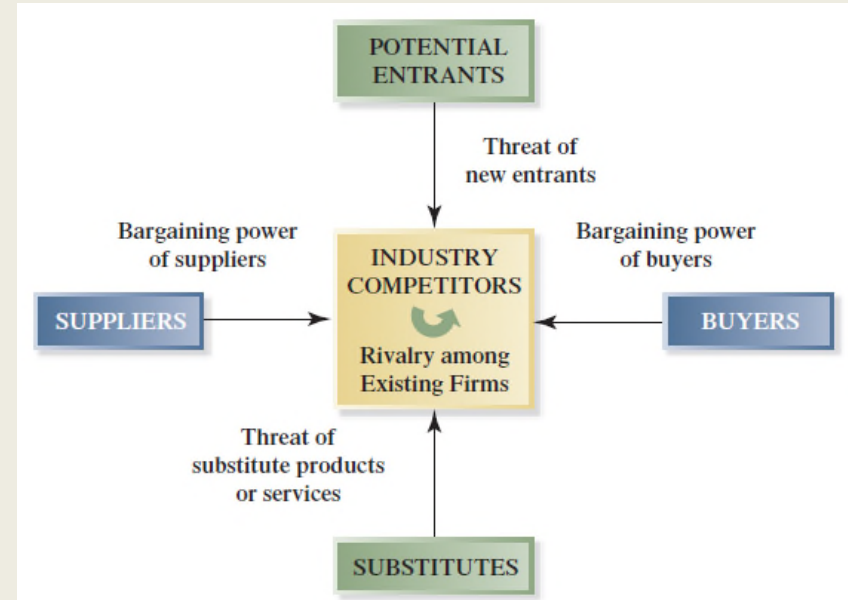 POTENTIAL
ENTRANTS
Threat of
new entrants
Bargaining power
of suppliers
Bargaining power
of buyers
INDUSTRY
COMPETITORS
SUPPLIERS
BUYERS
Rivalry among
Existing Firms
Threat of
substitute products
or services
SUBSTITUTES